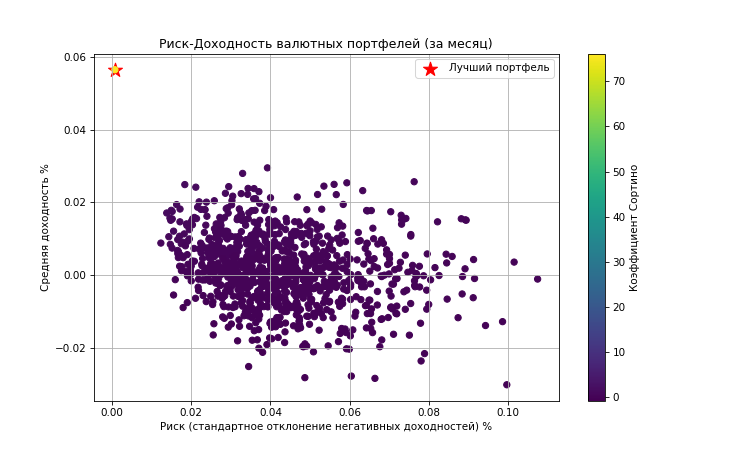 Риск-Доходность валютных портфелей (за месяц)
Лучший портфель
Средняя доходность %
0.06
0.04
0.02
0.00
−0.02
0.00 0.02 0.04 0.06 0.08 0.10
Риск (стандартное отклонение негативных доходностей) %
70
60
50
40
30
20
10
0
Коэффициент Сортино